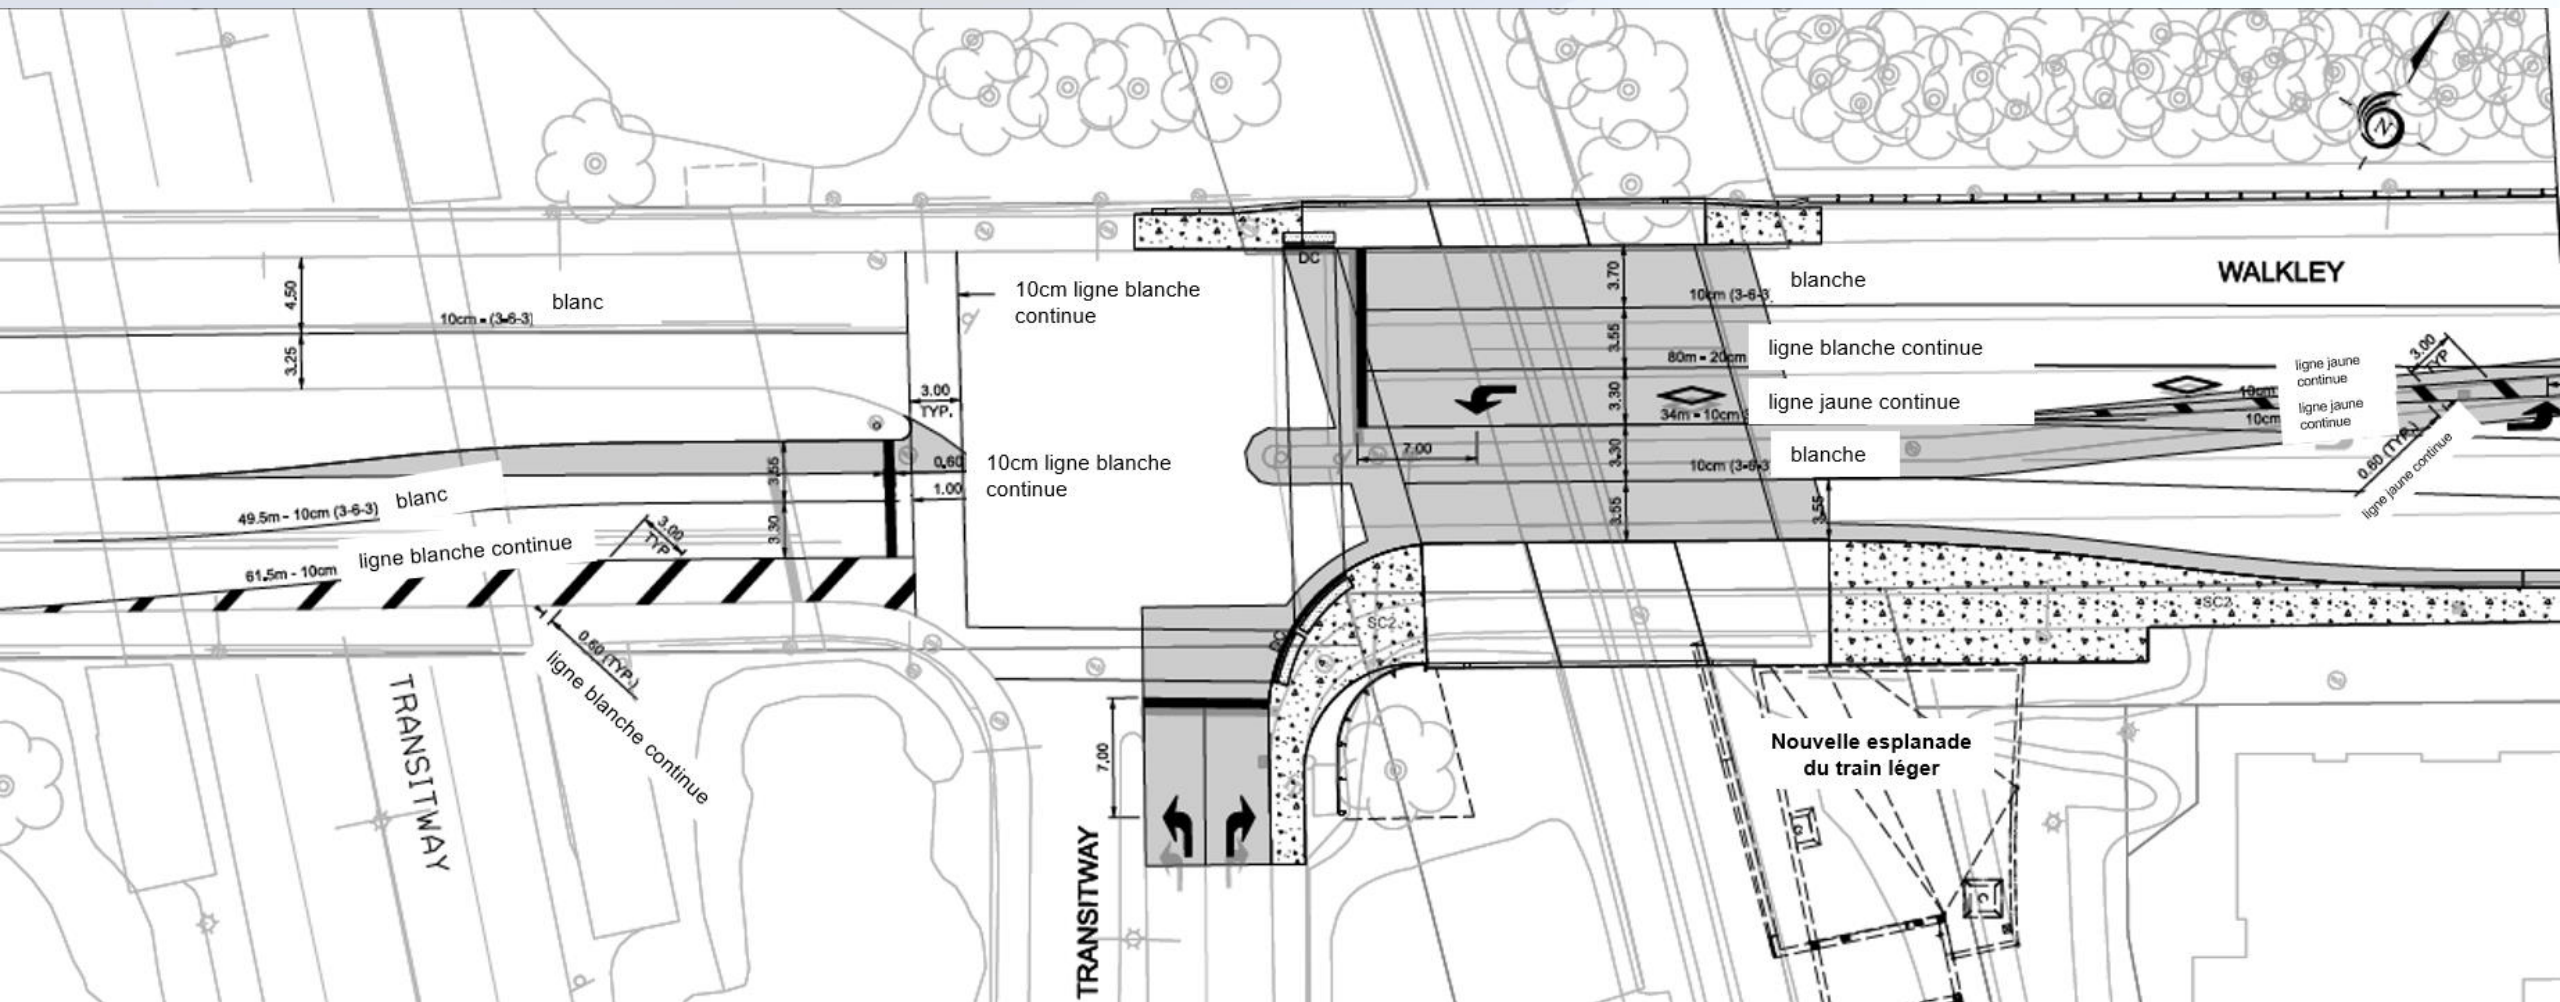 N
WALKLEY
DC
4.50
10cm - (3-6-3)
blanc
3.25
10cm ligne blanche
continue
3.70
10cm (3-6-3
blanche
3.55
80m - 20cm
ligne blanche continue
3.30
34m - 10cm
ligne jaune continue
3.30
10cm (3-6-3
blanche
3.55
3.55
7.00
ligne jaune
continue
ligne jaune
continue
10cm
10cm
3.00
TYP
0.60 (TYP.)
ligne jaune continue
3.00
TYP.
0.60
1.00
10cm ligne blanche
continue
3.55
3.30
49.5m - 10cm (3-6-3)
blanc
61.5m - 10cm
ligne blanche continue
3.00
TYP
0.60 (TYP.)
ligne blanche continue
TRANSITWAY
SC2
SC2
7.00
TRANSITWAY
Nouvelle esplanade
du train léger